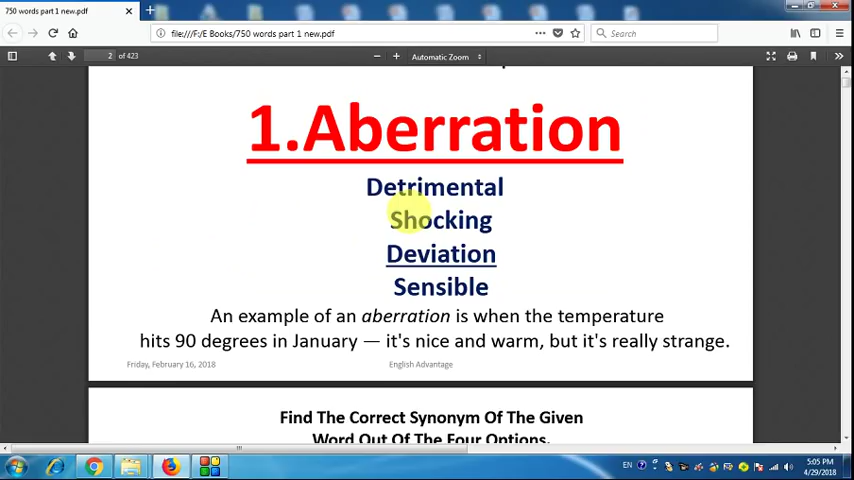 750 words part 1 new.pdf
file:///F:/E Books/750 words part 1 new.pdf
Search
2 of 423
Automatic Zoom
1.Aberration
Detrimental
Shocking
Deviation
Sensible
An example of an aberration is when the temperature
hits 90 degrees in January — it's nice and warm, but it's really strange.
Friday, February 16, 2018
English Advantage
Find The Correct Synonym Of The Given
Word Out Of The Four Options.
EN
5:05 PM
4/29/2018